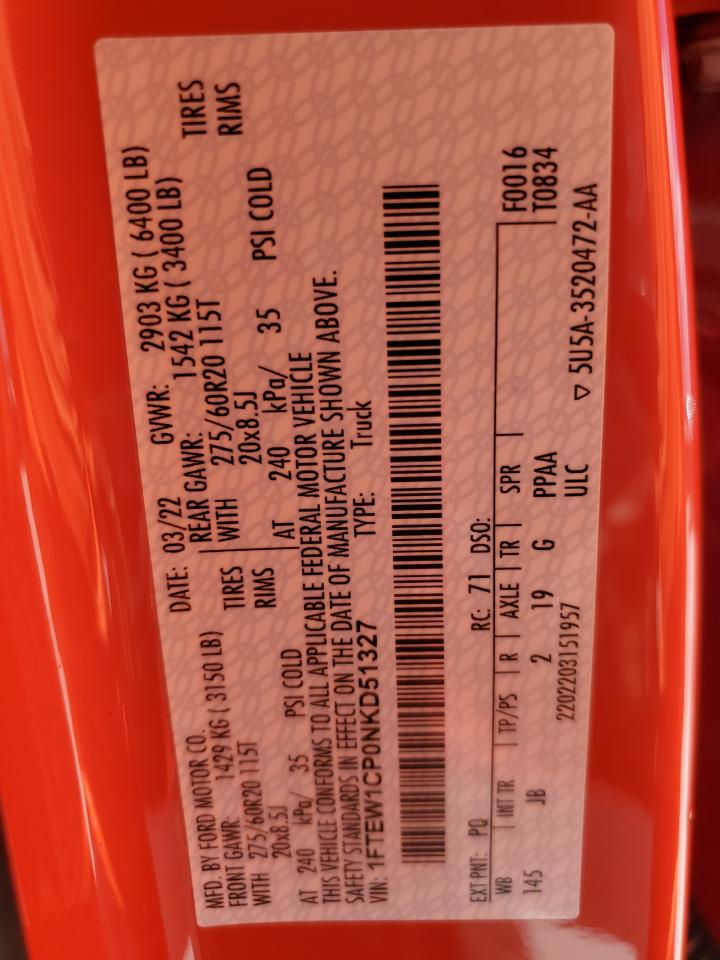 MFD. BY FORD MOTOR CO.
DATE: 03/22 GVWR: 2903 KG ( 6400 LB)
FRONT GAWR: 1429 KG ( 3150 LB)
REAR GAWR: 1542 KG ( 3400 LB)
WITH 275/60R20 115T TIRES
WITH 275/60R20 115T TIRES
20x8.5J RIMS
20x8.5J RIMS
AT 240 kPa/ 35 PSI COLD
AT 240 kPa/ 35 PSI COLD
THIS VEHICLE CONFORMS TO ALL APPLICABLE FEDERAL MOTOR VEHICLE
SAFETY STANDARDS IN EFFECT ON THE DATE OF MANUFACTURE SHOWN ABOVE.
VIN: 1FTEW1CP0NKD51327 TYPE: Truck
EXT PNT: PQ RC: 71 DSO:
WB INT TR TP/PS R AXLE TR SPR
145 JB 2 19 G PPAA
F0016
T0834
2202203151957 ULC
▽ 5U5A-3520472-AA